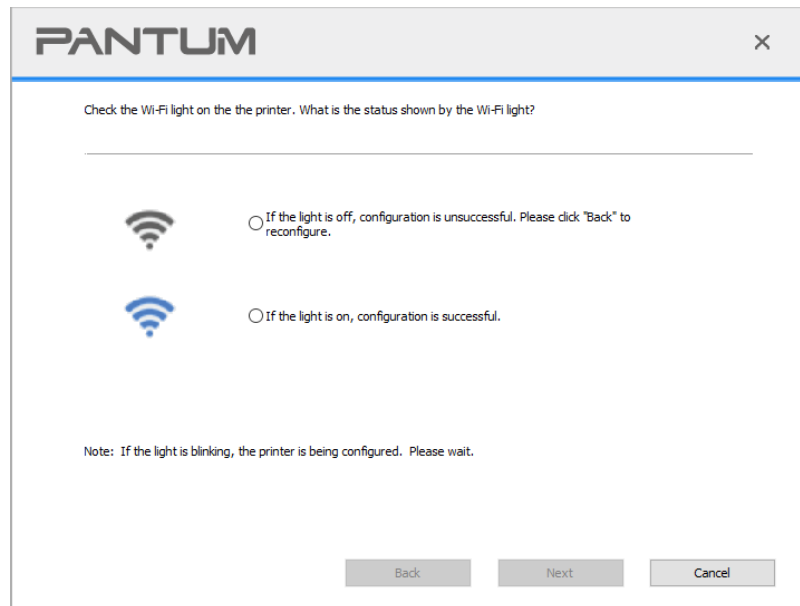 PANTUM
Check the Wi-Fi light on the the printer. What is the status shown by the Wi-Fi light?
If the light is off, configuration is unsuccessful. Please click "Back" to
reconfigure.
If the light is on, configuration is successful.
Note: If the light is blinking, the printer is being configured. Please wait.
Back
Next
Cancel